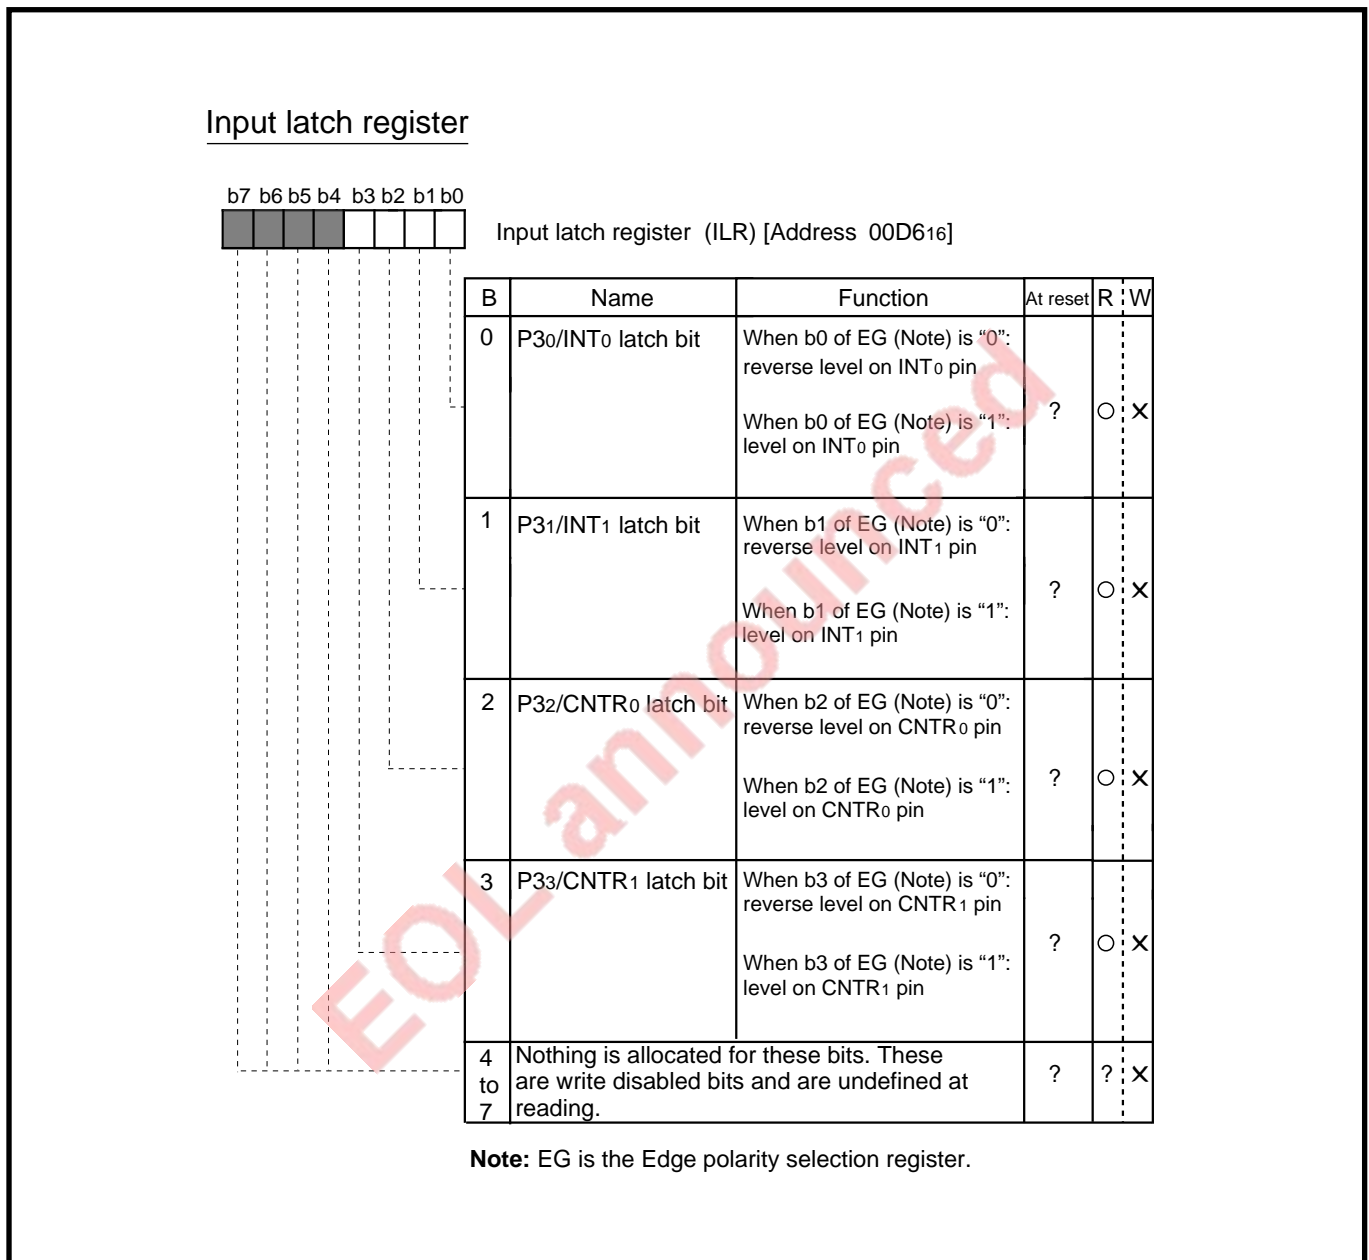 Input latch register
b7 b6 b5 b4 b3 b2 b1 b0
Input latch register (ILR) [Address 00D616]
B Name Function At reset R W
0 P30/INT0 latch bit When b0 of EG (Note) is “0”:
reverse level on INT0 pin
When b0 of EG (Note) is “1”:
level on INT0 pin
? ○ ×
1 P31/INT1 latch bit When b1 of EG (Note) is “0”:
reverse level on INT1 pin
When b1 of EG (Note) is “1”:
level on INT1 pin
? ○ ×
2 P32/CNTR0 latch bit When b2 of EG (Note) is “0”:
reverse level on CNTR0 pin
When b2 of EG (Note) is “1”:
level on CNTR0 pin
? ○ ×
3 P33/CNTR1 latch bit When b3 of EG (Note) is “0”:
reverse level on CNTR1 pin
When b3 of EG (Note) is “1”:
level on CNTR1 pin
? ○ ×
4 to 7 Nothing is allocated for these bits. These
are write disabled bits and are undefined at
reading.
? ? ×
Note: EG is the Edge polarity selection register.
EOL announced